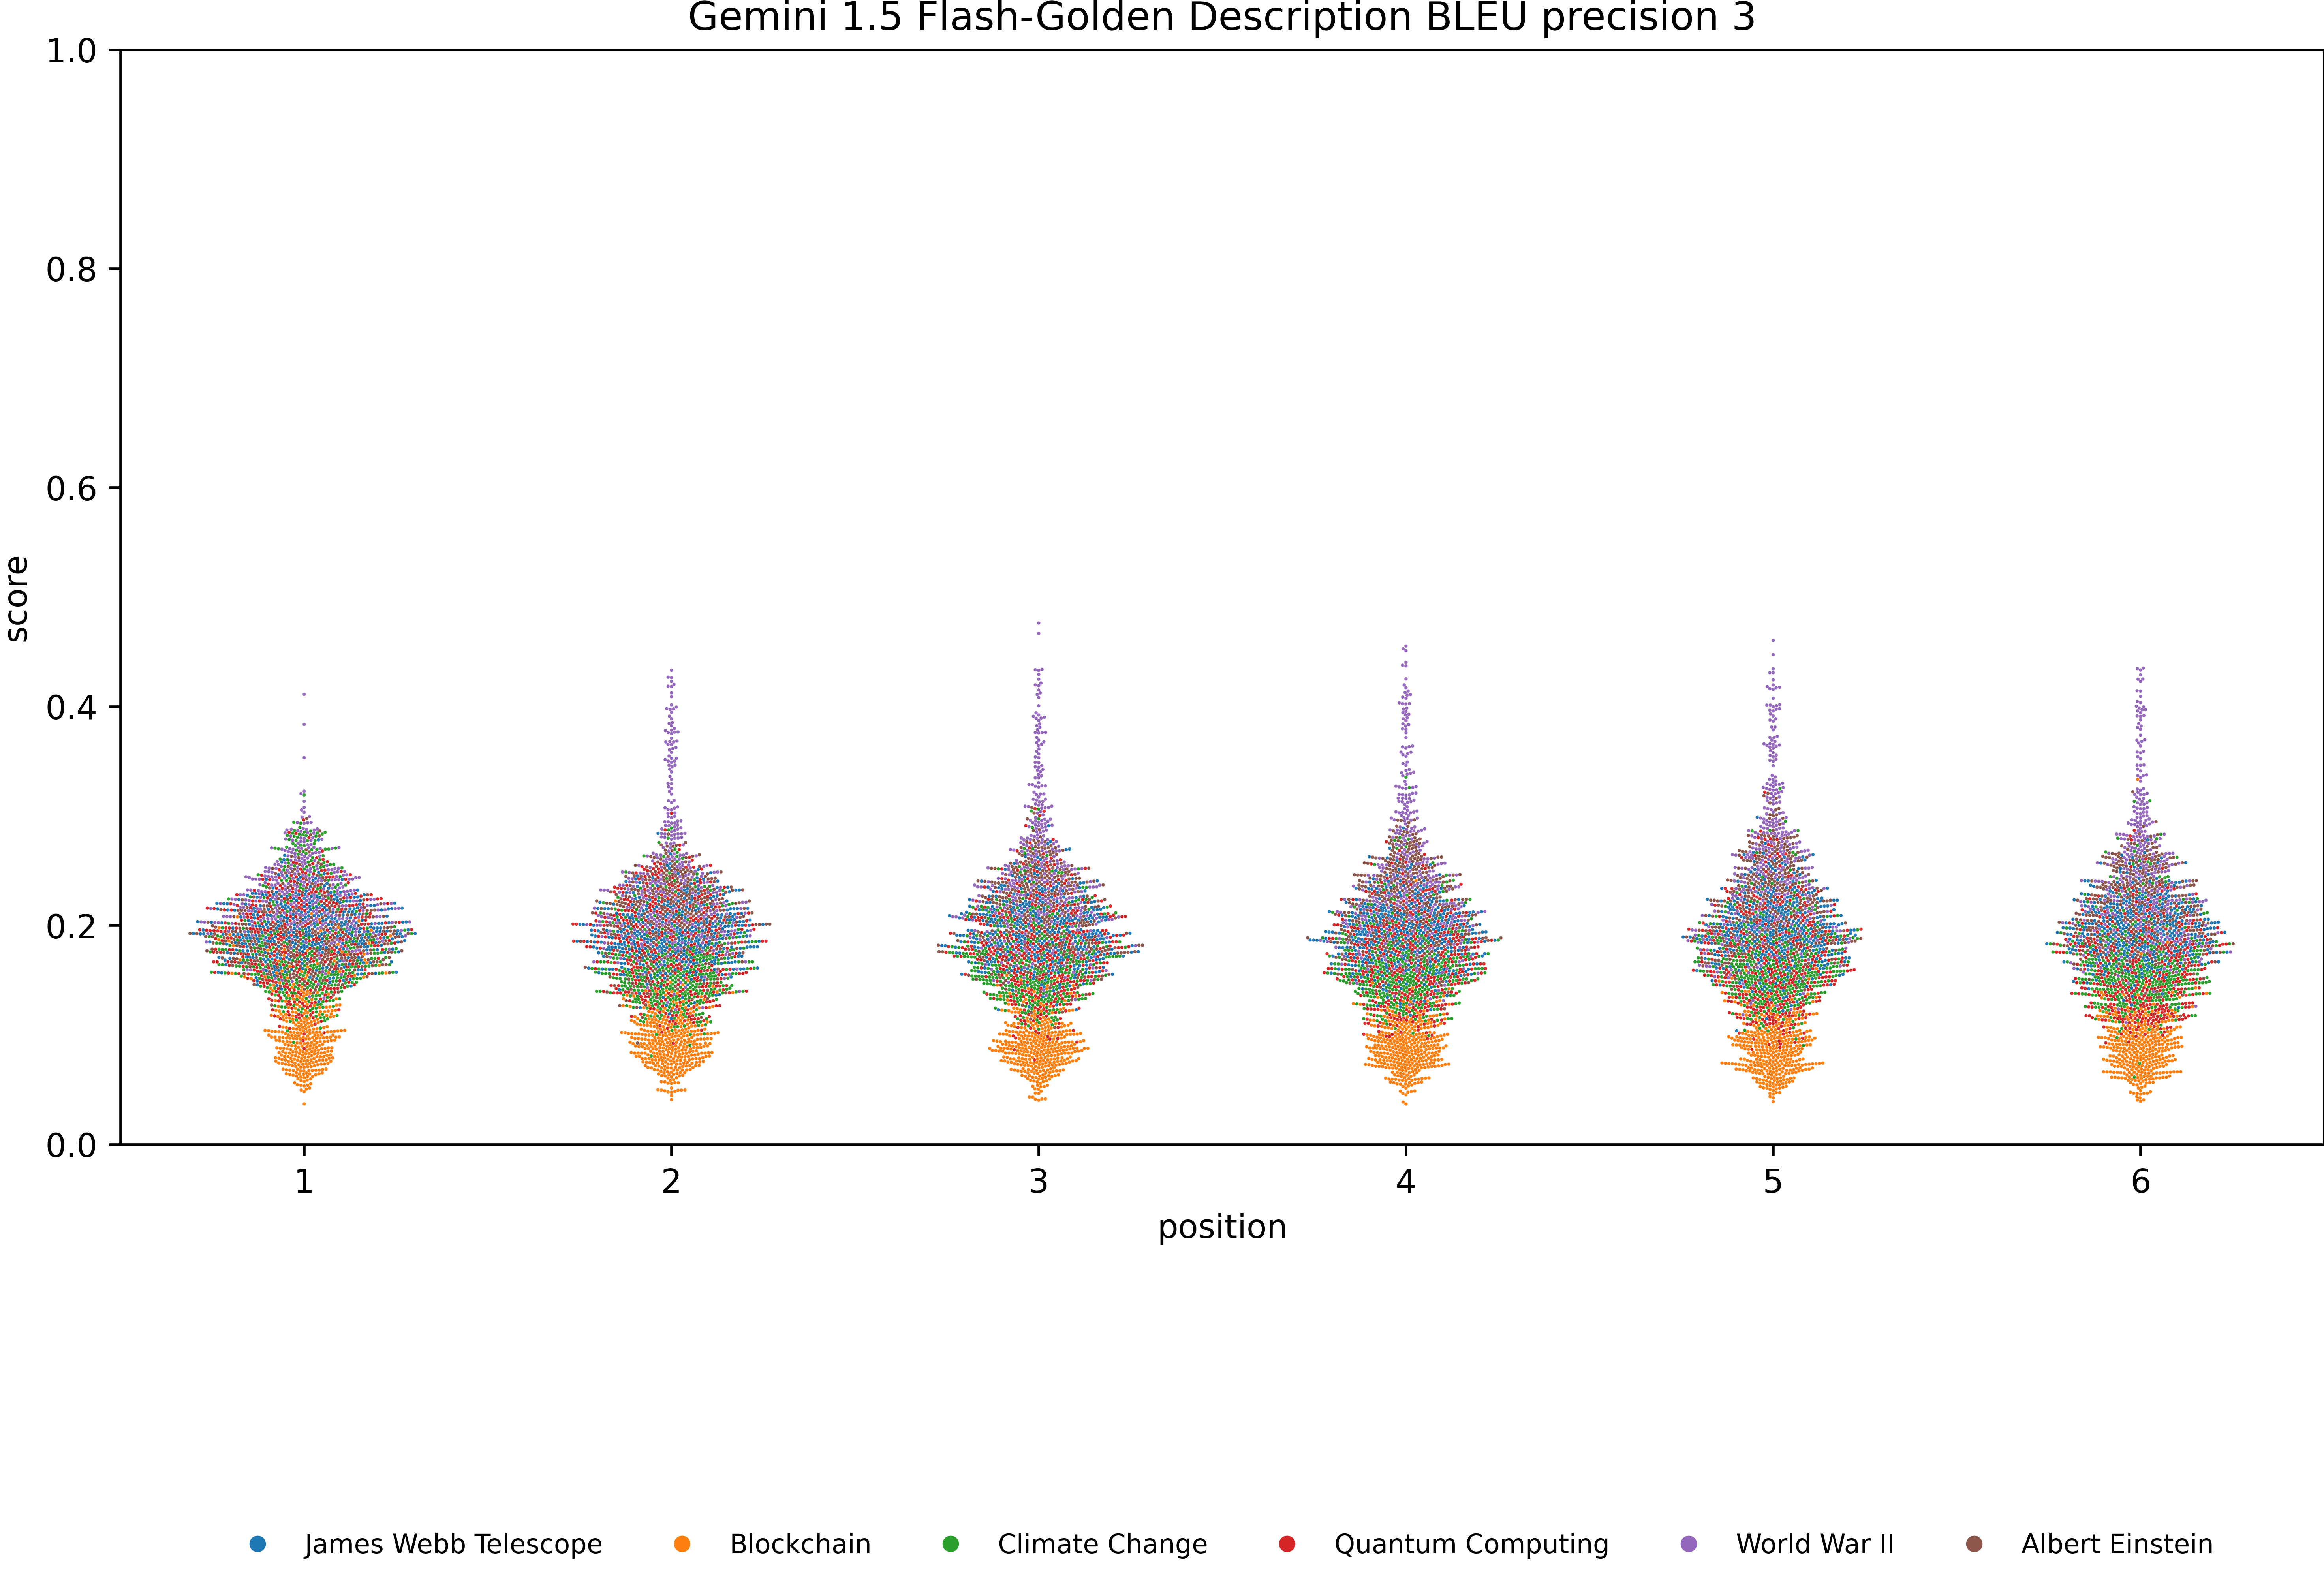 Gemini 1.5 Flash-Golden Description BLEU precision 3
1.0
0.8
0.6
0.4
0.2
0.0
score
1 2 3 4 5 6
position
James Webb Telescope Blockchain Climate Change Quantum Computing World War II Albert Einstein